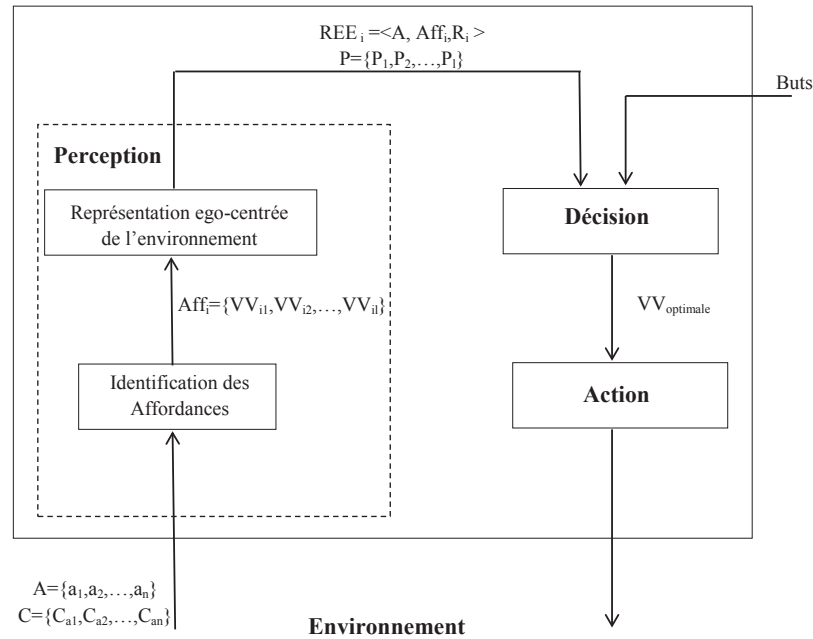 REE i =<A, Aff i,R i >
P={P1,P2,…,Pl}
Buts
Perception
Représentation ego-centrée
de l’environnement
Décision
Aff i={VV i1,VV i2,…,VV il}
VV optimale
Identification des
Affordances
Action
A={a1,a2,…,an}
C={Ca1,Ca2,…,Can}
Environnement